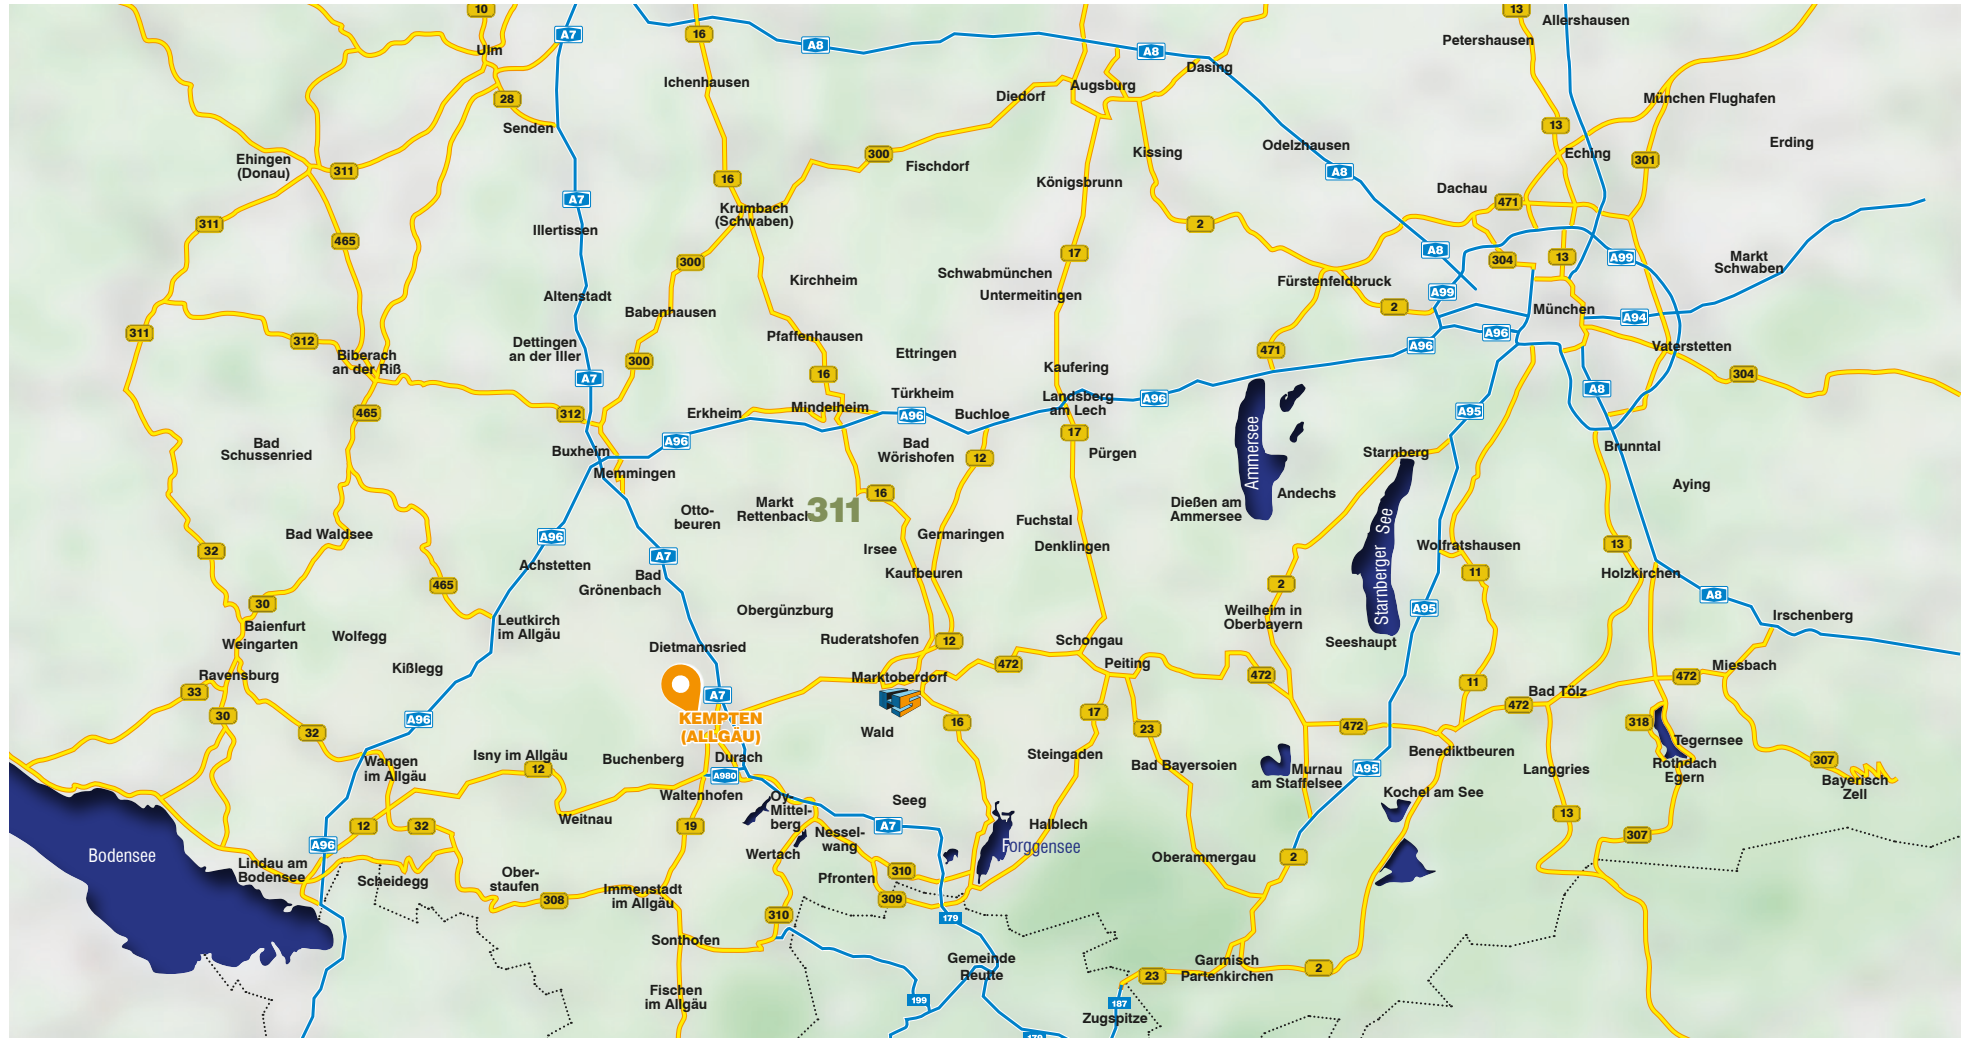 10
A7
16
A8
A8
13
Allershausen
Petershausen
Ulm
Dasing
Ichenhausen
Augsburg
Diedorf
28
München Flughafen
Senden
13
Erding
Ehingen
(Donau)
311
300
Fischdorf
Kissing
Odelzhausen
Eching
301
A8
16
Königsbrunn
Dachau
A7
471
Krumbach
(Schwaben)
311
Illertissen
2
465
17
A8
304
13
A99
Markt
Schwaben
300
Kirchheim
Schwabmünchen
Untermeitingen
Fürstenfeldbruck
A99
Altenstadt
Babenhausen
2
München
A94
311
312
Dettingen
an der Iller
Pfaffenhausen
A96
A96
Vaterstetten
Biberach
an der Riß
300
Ettringen
471
Kaufering
A7
16
304
A8
Türkheim
Landsberg
am Lech
A96
465
312
Erkheim
Mindelheim
A96
Buchloe
A95
Bad
Schussenried
A96
17
Buxheim
Bad
Wörishofen
12
Pürgen
Ammersee
Starnberg
Brunntal
Memmingen
Andechs
Aying
16
Otto-
beuren
Markt
Rettenbach
311
Dießen am
Ammersee
Starnberger See
Bad Waldsee
A96
Fuchstal
Germaringen
Denklingen
Wolfratshausen
13
32
Irsee
A7
Achstetten
Kaufbeuren
11
Holzkirchen
465
Bad
Grönenbach
2
A8
30
Obergünzburg
Weilheim in
Oberbayern
A95
Irschenberg
Baienfurt
Weingarten
Wolfegg
Leutkirch
im Allgäu
Ruderatshofen
12
Schongau
Seeshaupt
Dietmannsried
Kißlegg
472
Peiting
Miesbach
Ravensburg
Marktoberdorf
472
472
33
A7
11
Bad Tölz
472
30
KEMPTEN
(ALLGÄU)
A96
16
17
23
472
318
32
Wald
Tegernsee
Isny im Allgäu
12
Buchenberg
Durach
Steingaden
Bad Bayersoien
Benediktbeuren
Wangen
im Allgäu
A980
Murnau
am Staffelsee
A95
Langgries
Rothdach
Egern
307
Bayerisch
Zell
Waltenhofen
Oy-
Mittel-
berg
Seeg
Kochel am See
Weitnau
12
32
19
A7
Halblech
13
Nessel-
wang
307
A96
Forggensee
Bodensee
Wertach
Oberammergau
2
Lindau am
Bodensee
Scheidegg
Ober-
staufen
Pfronten
310
308
Immenstadt
im Allgäu
309
310
179
Sonthofen
Gemeinde
Reutte
Garmisch
Partenkirchen
2
23
Fischen
im Allgäu
199
187
Zugspitze
179